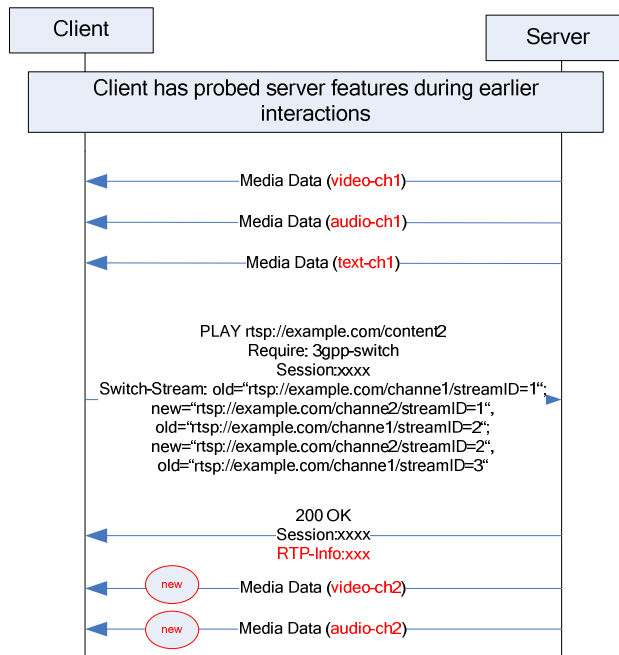 Client
Server
Client has probed server features during earlier
interactions
Media Data (video-ch1)
Media Data (audio-ch1)
Media Data (text-ch1)
PLAY rtsp://example.com/content2
Require: 3gpp-switch
Session:xxxx
Switch-Stream: old=“rtsp://example.com/channe1/streamID=1“;
new=“rtsp://example.com/channe2/streamID=1“,
old=“rtsp://example.com/channe1/streamID=2“;
new=“rtsp://example.com/channe2/streamID=2“,
old=“rtsp://example.com/channe1/streamID=3“
200 OK
Session:xxxx
RTP-Info:xxx
new
Media Data (video-ch2)
new
Media Data (audio-ch2)